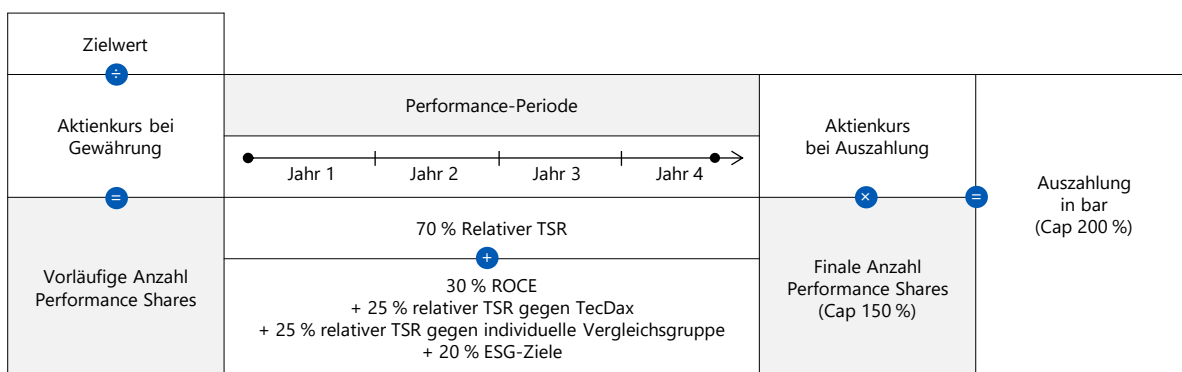 Zielwert
÷
Aktienkurs bei
Gewährung
=
Vorläufige Anzahl
Performance Shares
Performance-Periode
Jahr 1
Jahr 2
Jahr 3
Jahr 4
70 % Relativer TSR
+
30 % ROCE
+ 25 % relativer TSR gegen TecDax
+ 25 % relativer TSR gegen individuelle Vergleichsgruppe
+ 20 % ESG-Ziele
Aktienkurs
bei Auszahlung
×
Finale Anzahl
Performance Shares
(Cap 150 %)
=
Auszahlung
in bar
(Cap 200 %)